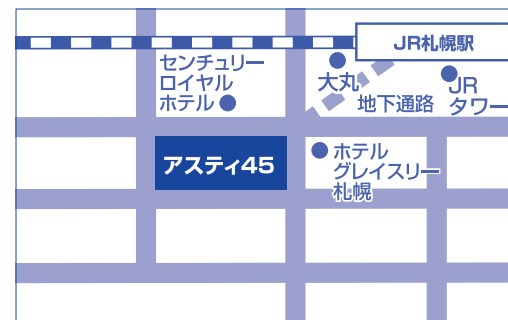 JR札幌駅
センチュリー
ロイヤル
ホテル
大丸
地下通路
JR
タワー
アスティ45
ホテル
グレイスリー
札幌